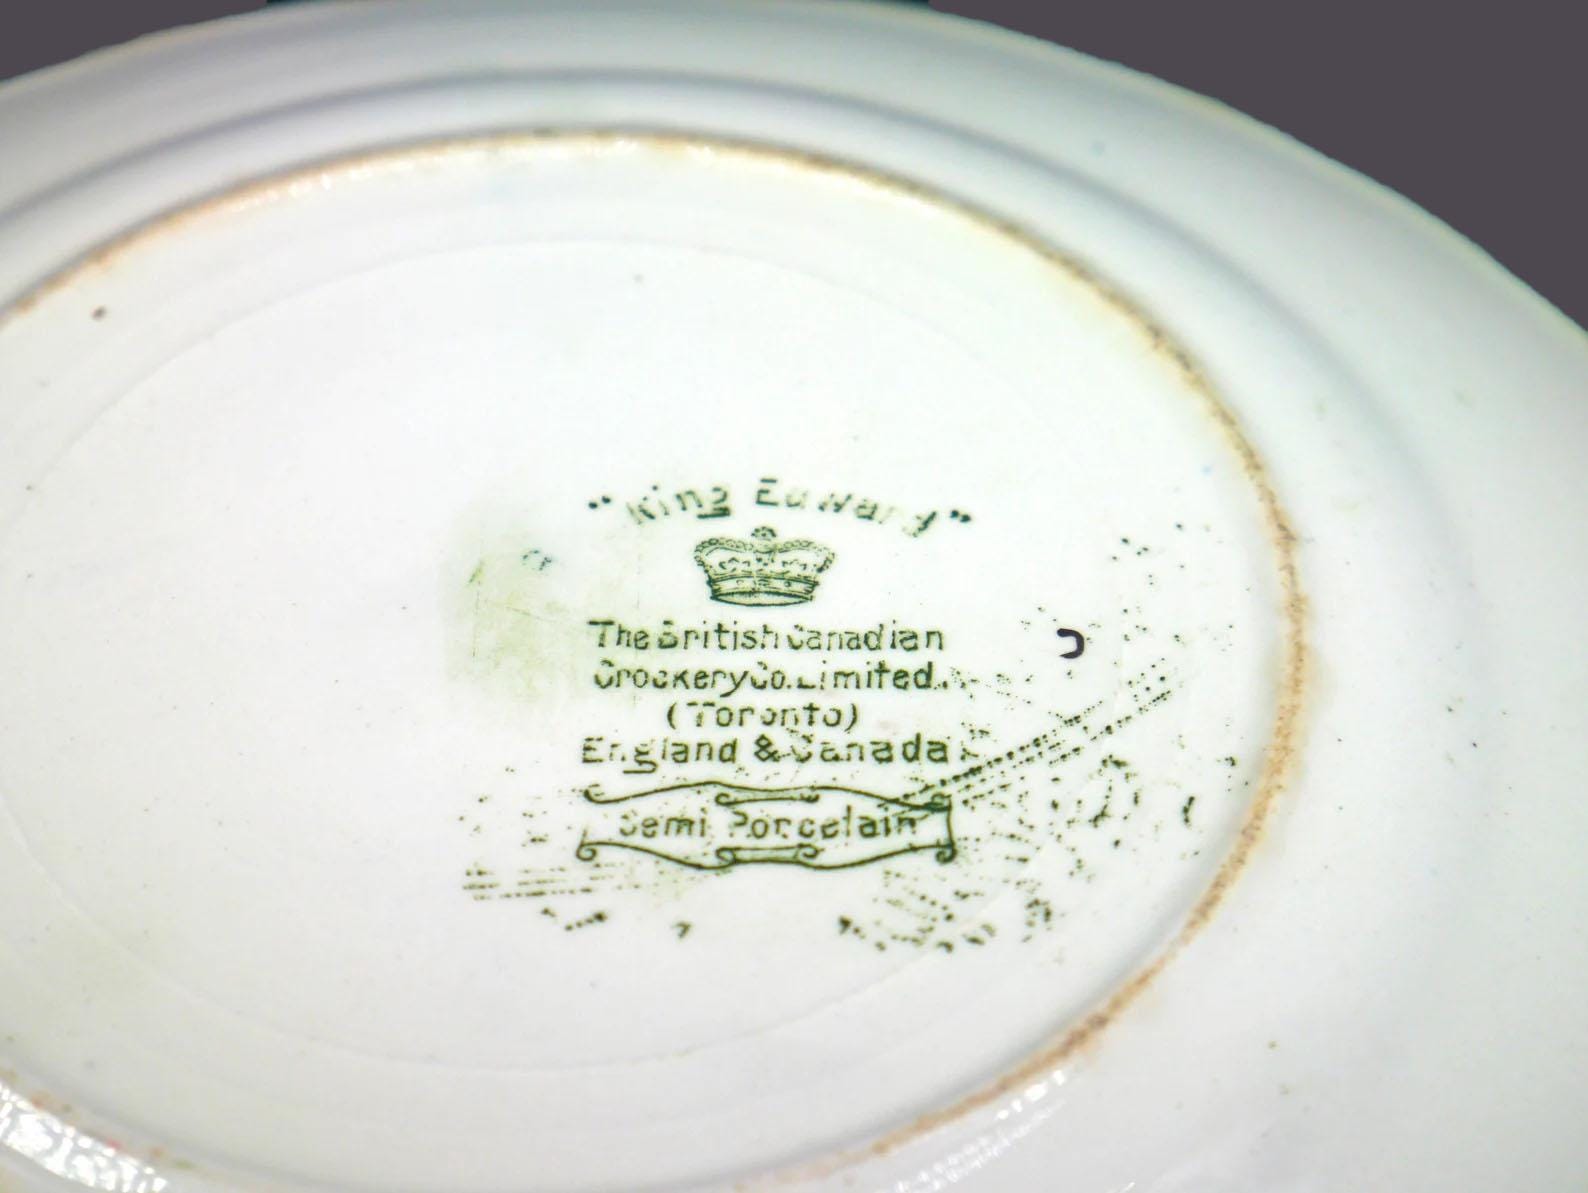 "King Edward"
The British Canadian
Crockery Co. Limited.
(Toronto)
England & Canada
Semi Porcelain